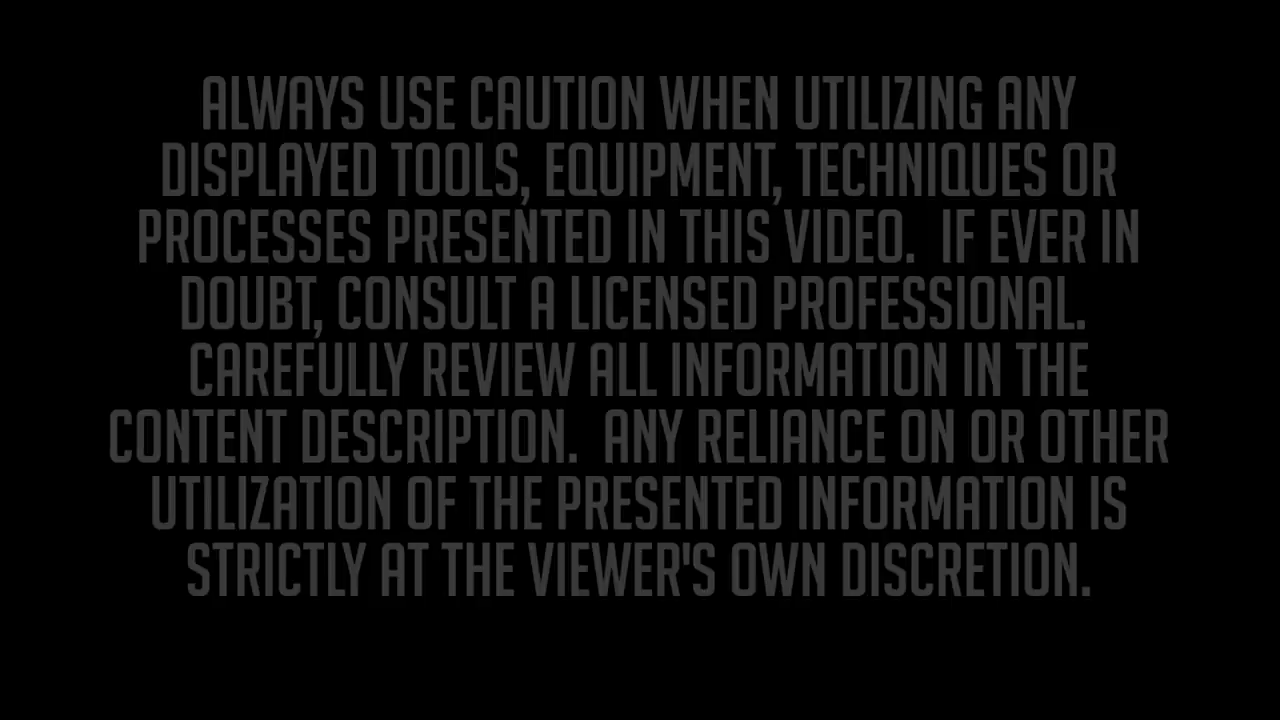 ALWAYS USE CAUTION WHEN UTILIZING ANY
DISPLAYED TOOLS, EQUIPMENT, TECHNIQUES OR
PROCESSES PRESENTED IN THIS VIDEO.  IF EVER IN
DOUBT, CONSULT A LICENSED PROFESSIONAL.
CAREFULLY REVIEW ALL INFORMATION IN THE
CONTENT DESCRIPTION.  ANY RELIANCE ON OR OTHER
UTILIZATION OF THE PRESENTED INFORMATION IS
STRICTLY AT THE VIEWER'S OWN DISCRETION.